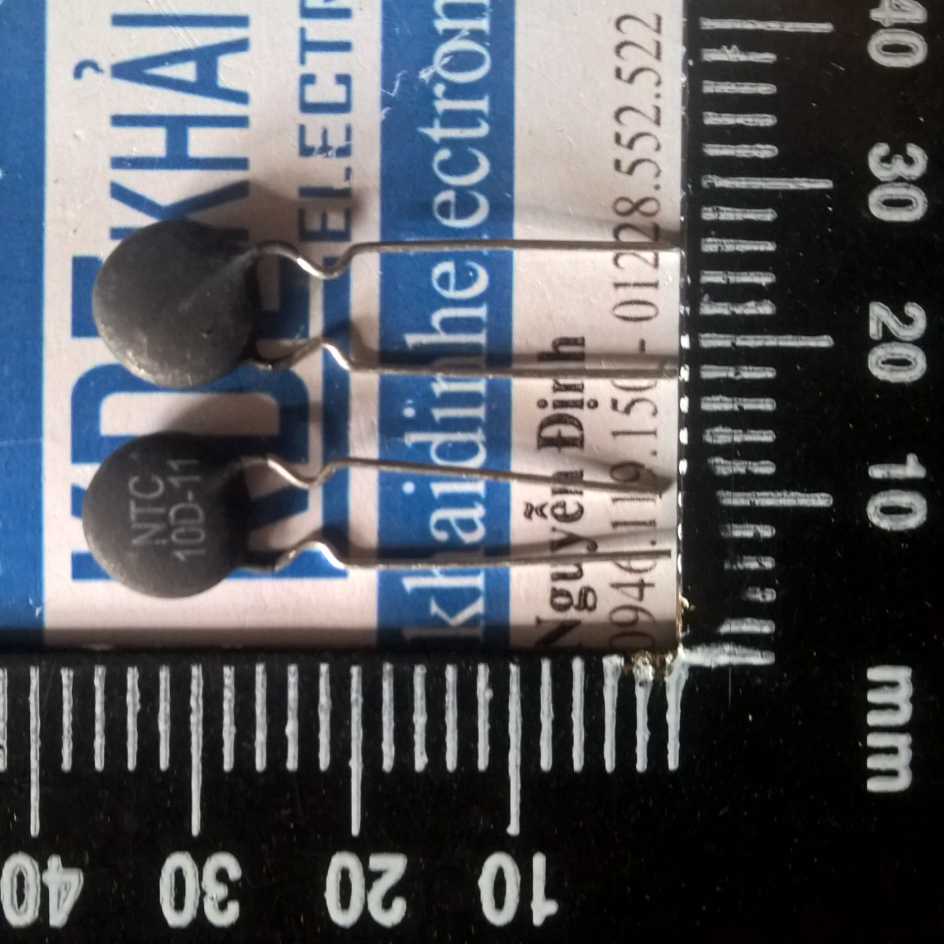 KHẢI
ELECTR
khaidinhelectron
Nguyễn Định
0946.119.150 - 01228.552.522
NTC
10D-11
40
30
20
10
mm
40
30
20
10